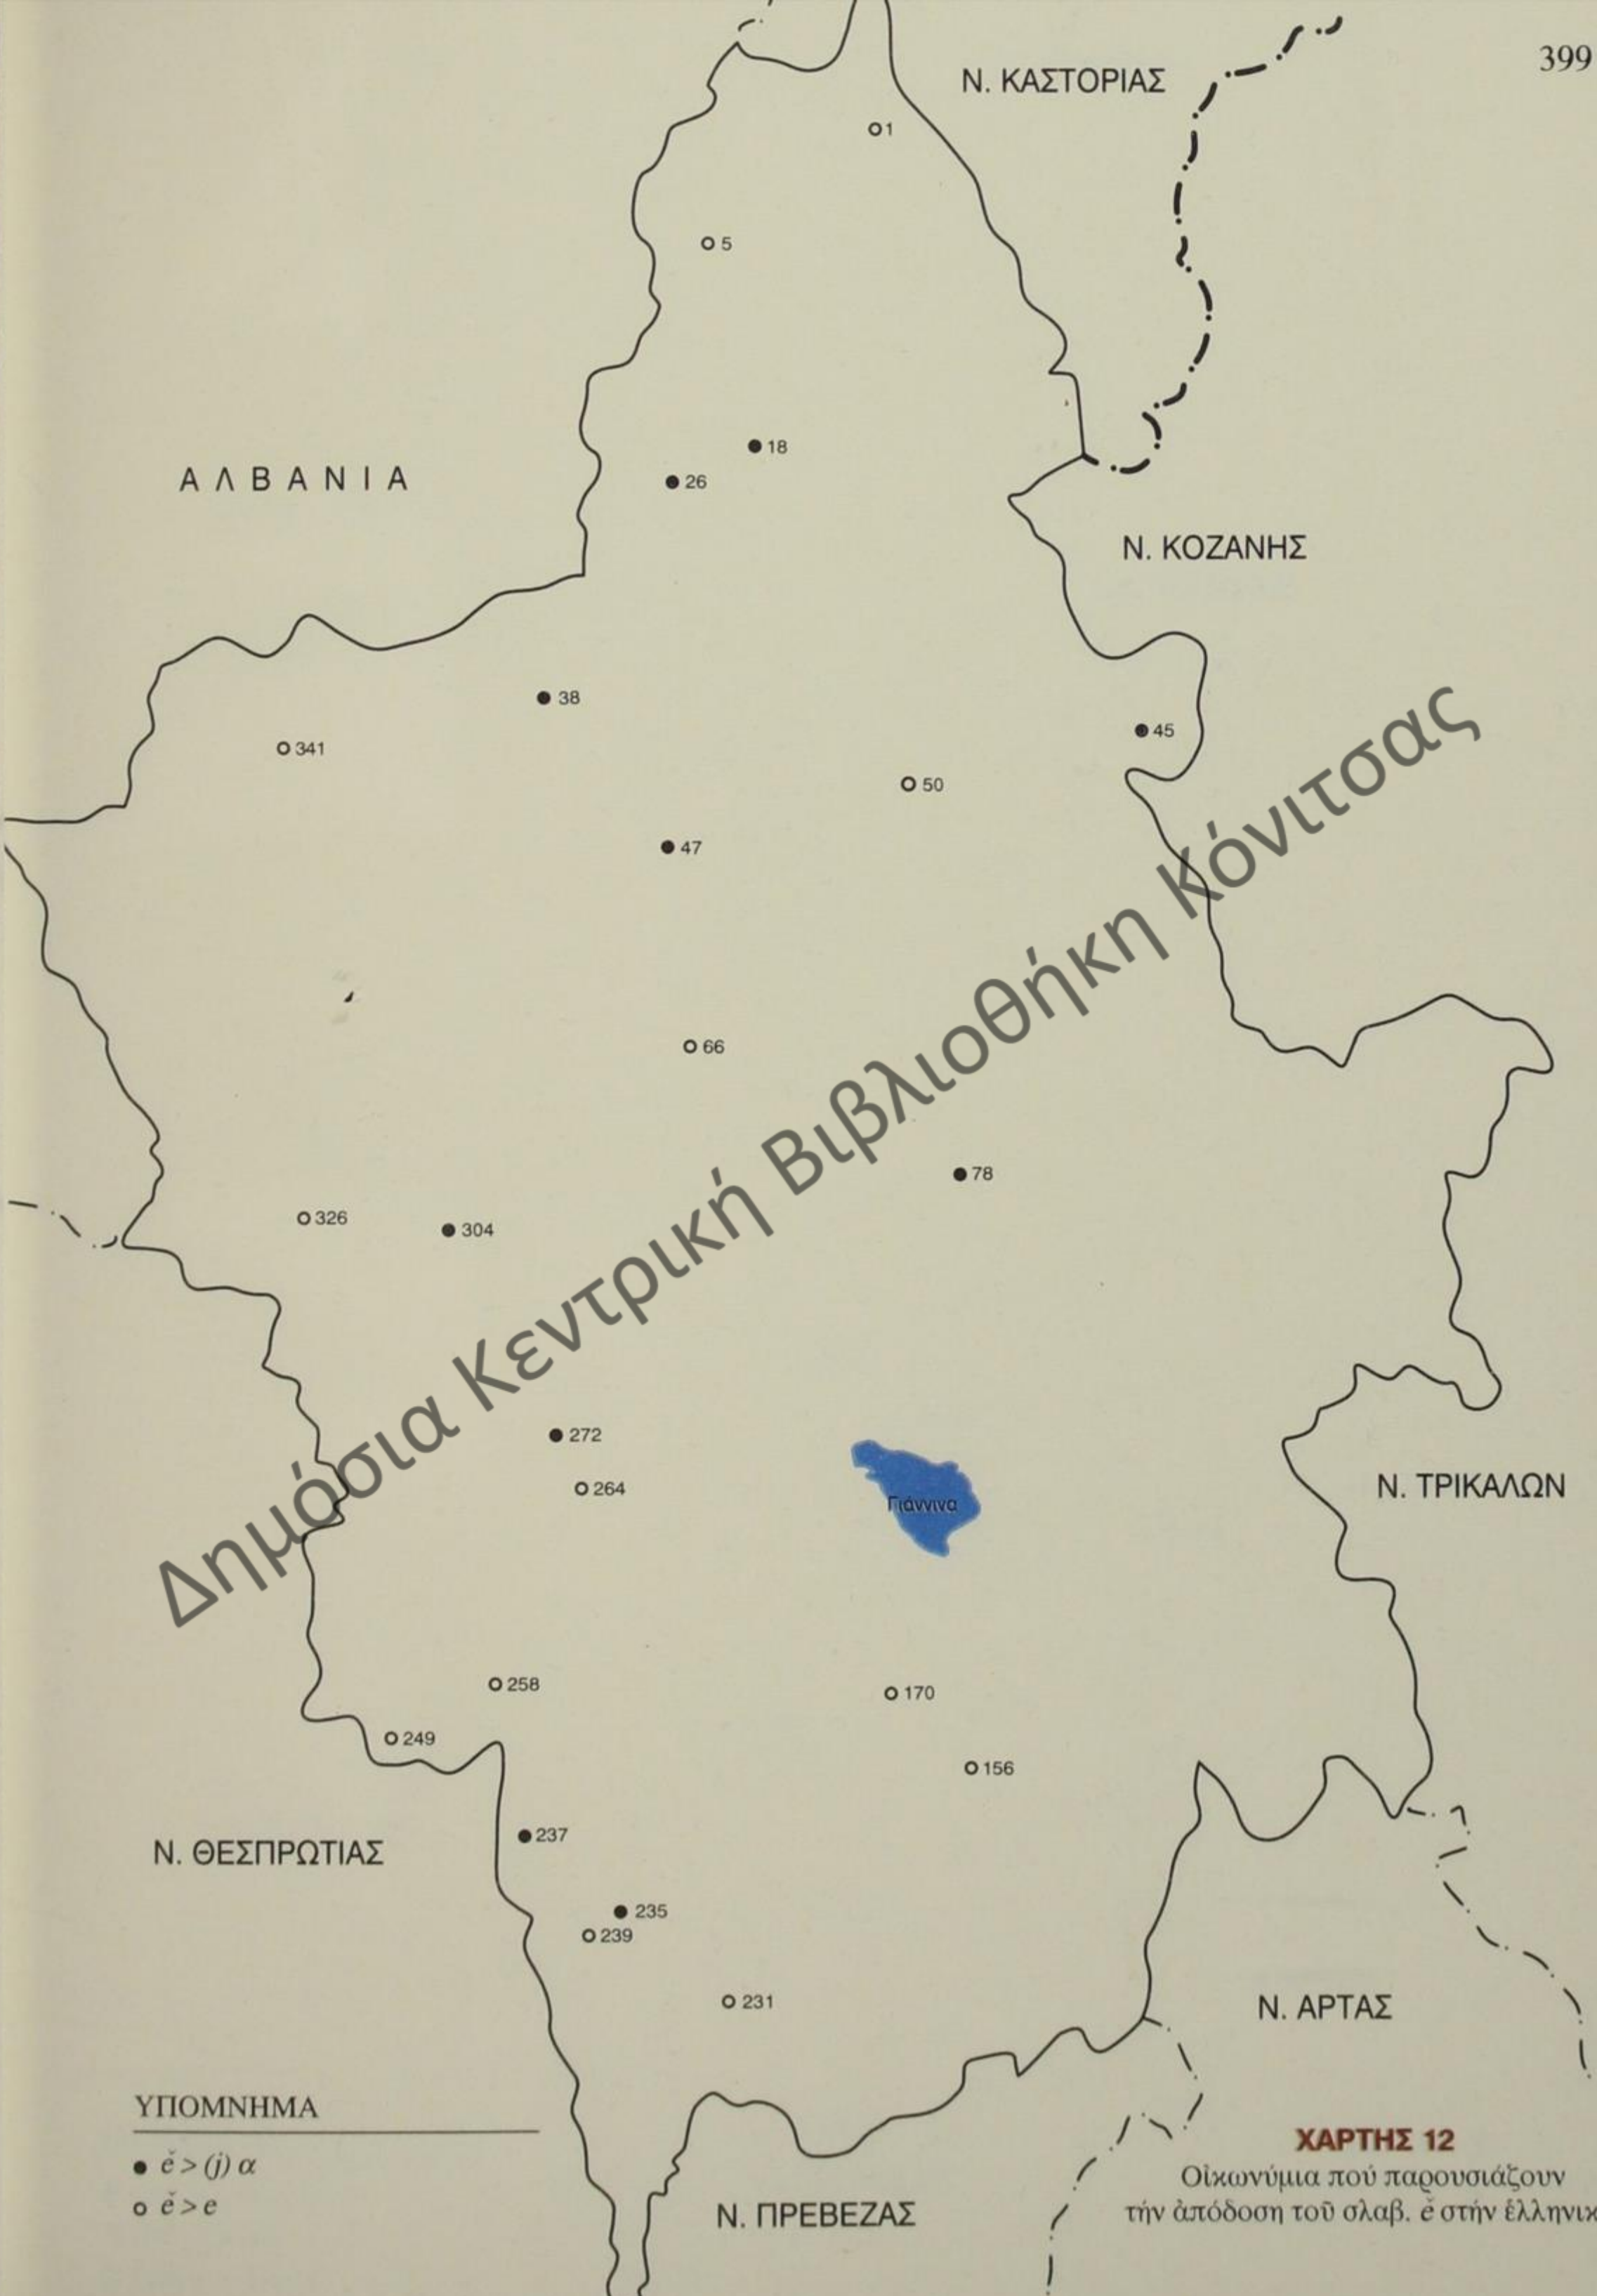 399
Ν. ΚΑΣΤΟΡΙΑΣ
1
5
18
26
ΑΛΒΑΝΙΑ
Ν. ΚΟΖΑΝΗΣ
38
45
341
50
47
66
78
326
304
272
264
Γιάννινα
Ν. ΤΡΙΚΑΛΩΝ
258
170
249
156
237
Ν. ΘΕΣΠΡΩΤΙΑΣ
235
239
231
Ν. ΑΡΤΑΣ
Δημόσια Κεντρική Βιβλιοθήκη Κόνιτσας
ΥΠΟΜΝΗΜΑ
● ě > (j) α
○ ě > e
Ν. ΠΡΕΒΕΖΑΣ
ΧΑΡΤΗΣ 12
Οἰκωνύμια πού παρουσιάζουν
τήν ἀπόδοση τοῦ σλαβ. ě στήν ἑλληνικ